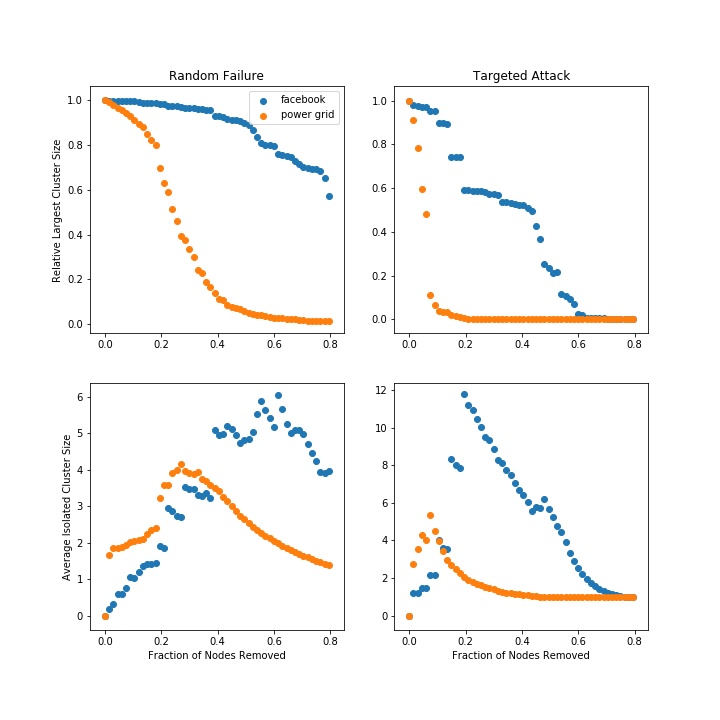 Random Failure
Targeted Attack
facebook
power grid
Relative Largest Cluster Size
1.0
0.8
0.6
0.4
0.2
0.0
0.0 0.2 0.4 0.6 0.8
1.0
0.8
0.6
0.4
0.2
0.0
0.0 0.2 0.4 0.6 0.8
Average Isolated Cluster Size
6
5
4
3
2
1
0
0.0 0.2 0.4 0.6 0.8
Fraction of Nodes Removed
12
10
8
6
4
2
0
0.0 0.2 0.4 0.6 0.8
Fraction of Nodes Removed